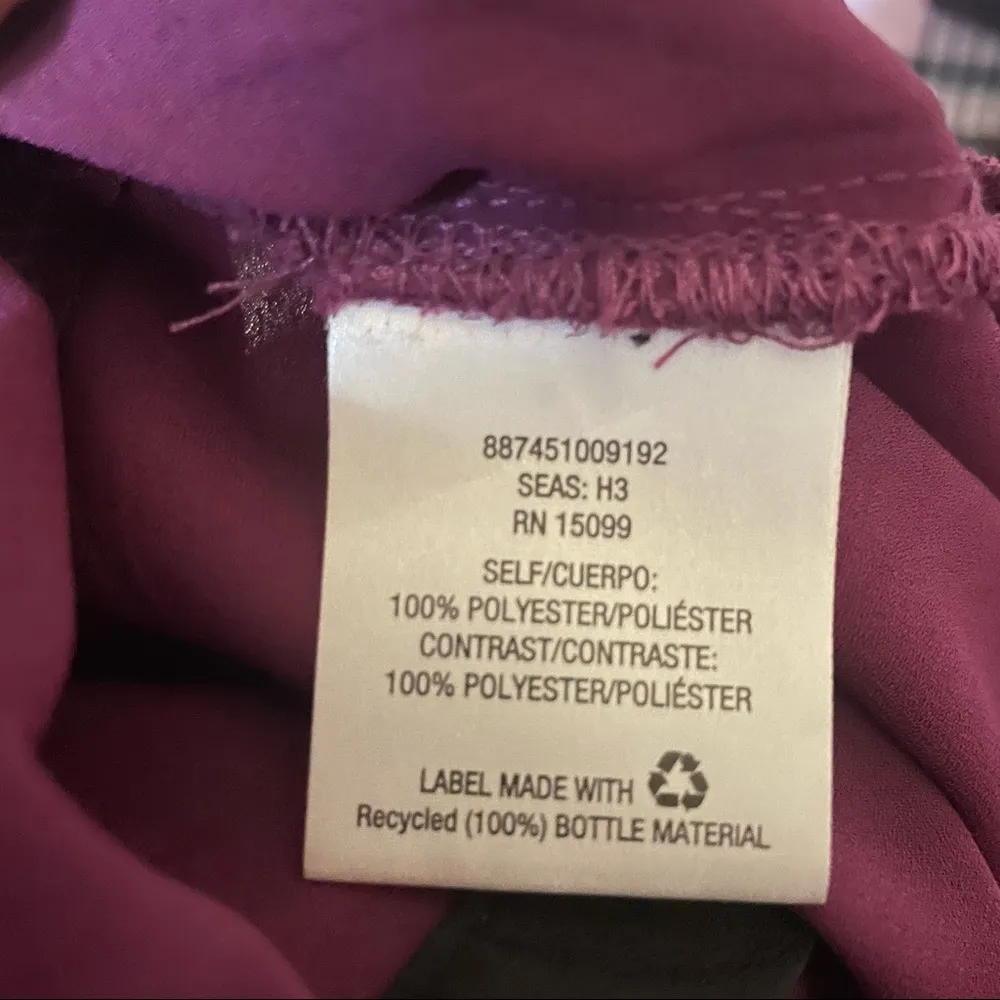 887451009192
SEAS: H3
RN 15099
SELF/CUERPO:
100% POLYESTER/POLIÉSTER
CONTRAST/CONTRASTE:
100% POLYESTER/POLIÉSTER
LABEL MADE WITH
Recycled (100%) BOTTLE MATERIAL